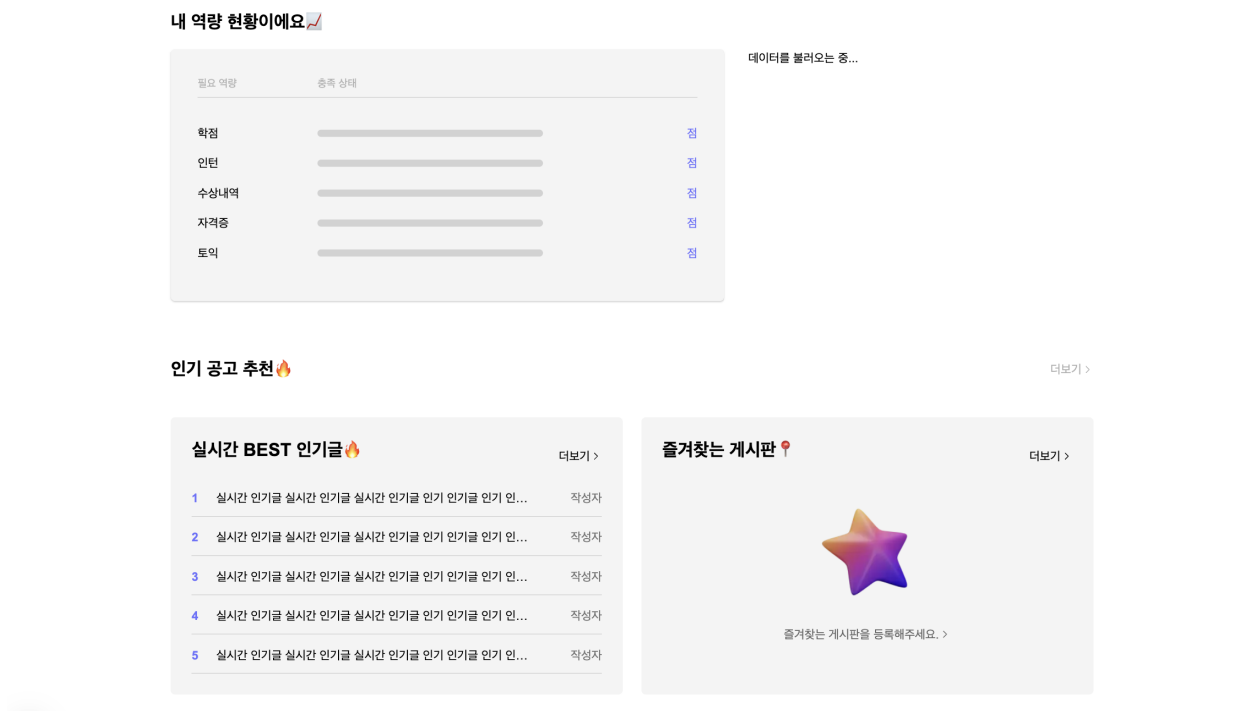 내 역량 현황이에요📈
필요 역량 충족 상태
데이터를 불러오는 중...
학점 점
인턴 점
수상내역 점
자격증 점
토익 점
인기 공고 추천🔥
더보기 >
실시간 BEST 인기글🔥
더보기 >
1 실시간 인기글 실시간 인기글 실시간 인기글 인기 인기글 인기 인... 작성자
2 실시간 인기글 실시간 인기글 실시간 인기글 인기 인기글 인기 인... 작성자
3 실시간 인기글 실시간 인기글 실시간 인기글 인기 인기글 인기 인... 작성자
4 실시간 인기글 실시간 인기글 실시간 인기글 인기 인기글 인기 인... 작성자
5 실시간 인기글 실시간 인기글 실시간 인기글 인기 인기글 인기 인... 작성자
즐겨찾는 게시판📍
더보기 >
즐겨찾는 게시판을 등록해주세요. >